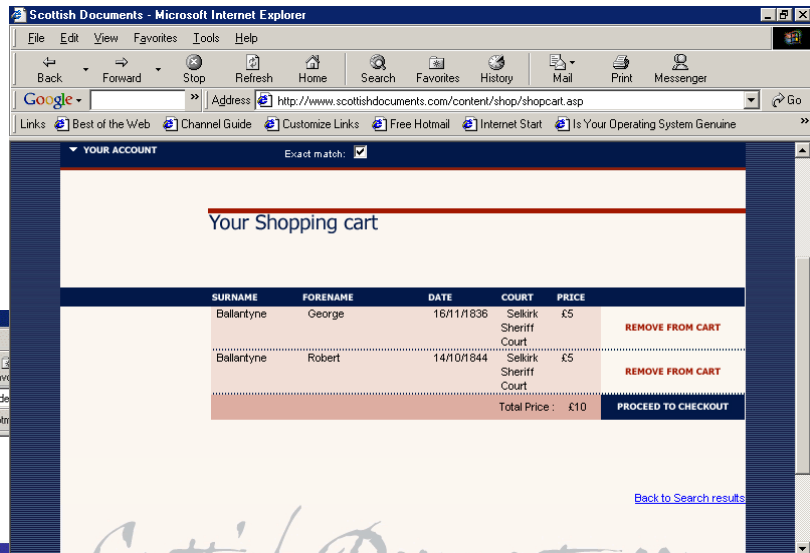 Scottish Documents - Microsoft Internet Explorer
File Edit View Favorites Tools Help
Back Forward Stop Refresh Home Search Favorites History Mail Print Messenger
Google Address http://www.scottishdocuments.com/content/shop/shopcart.asp Go
Links Best of the Web Channel Guide Customize Links Free Hotmail Internet Start Is Your Operating System Genuine
YOUR ACCOUNT Exact match:
Your Shopping cart
SURNAME FORENAME DATE COURT PRICE
Ballantyne George 16/11/1836 Selkirk £5
Sheriff
Court
REMOVE FROM CART
Ballantyne Robert 14/10/1844 Selkirk £5
Sheriff
Court
REMOVE FROM CART
Total Price : £10 PROCEED TO CHECKOUT
Back to Search results